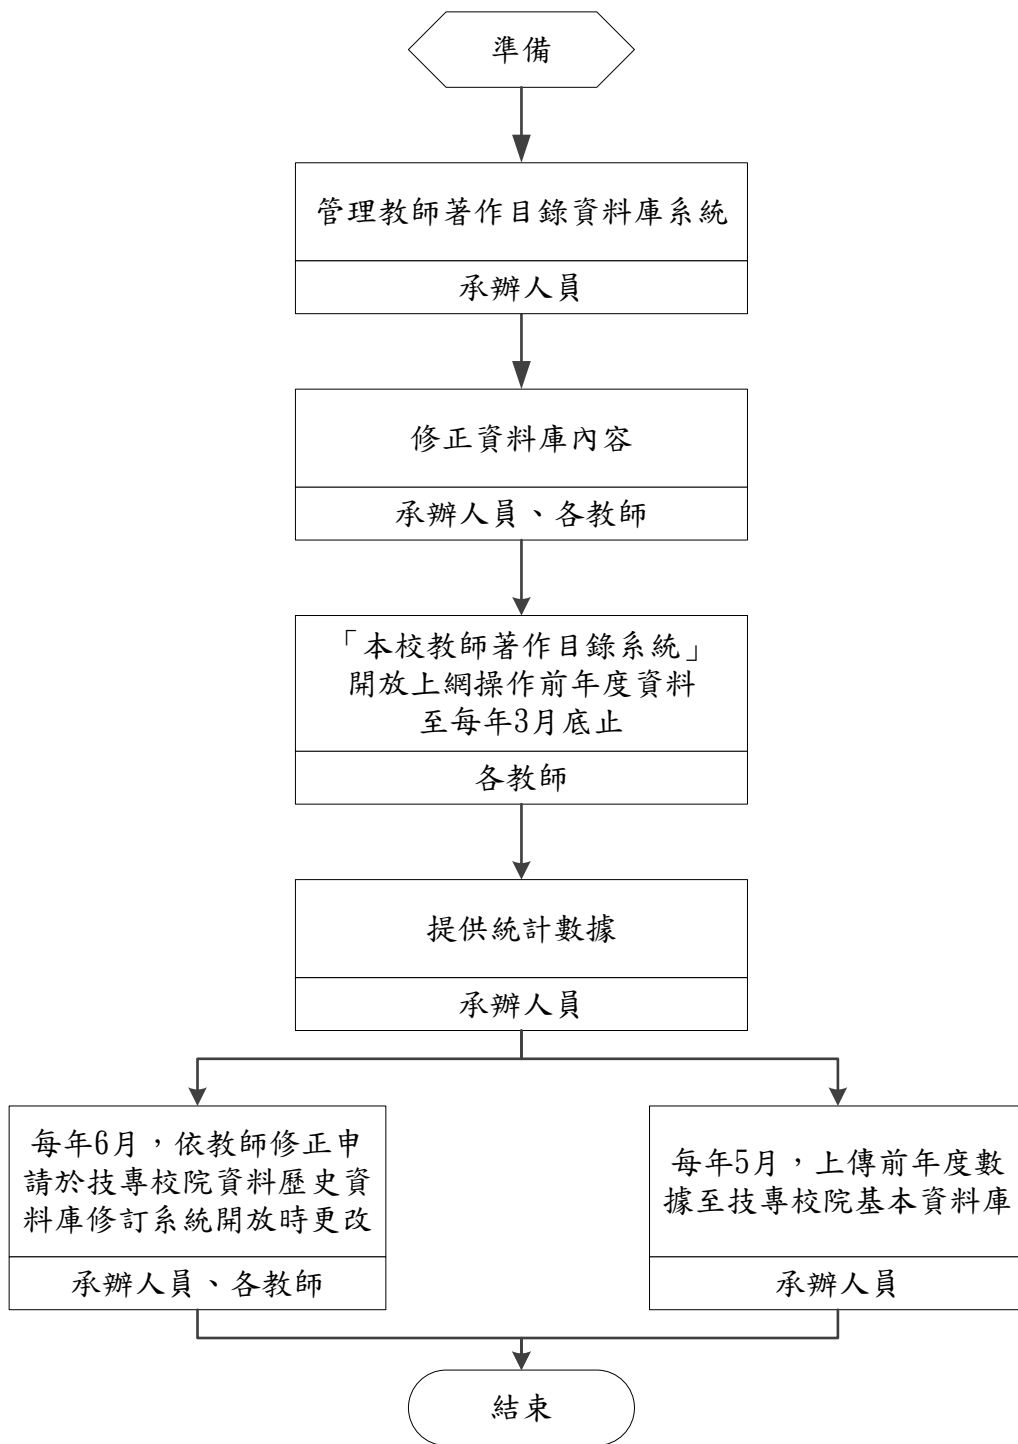 準備
管理教師著作目錄資料庫系統
承辦人員
修正資料庫內容
承辦人員、各教師
「本校教師著作目錄系統」
開放上網操作前年度資料
至每年3月底止
各教師
提供統計數據
承辦人員
每年6月，依教師修正申
請於技專校院資料歷史資
料庫修訂系統開放時更改
承辦人員、各教師
每年5月，上傳前年度數
據至技專校院基本資料庫
承辦人員
結束